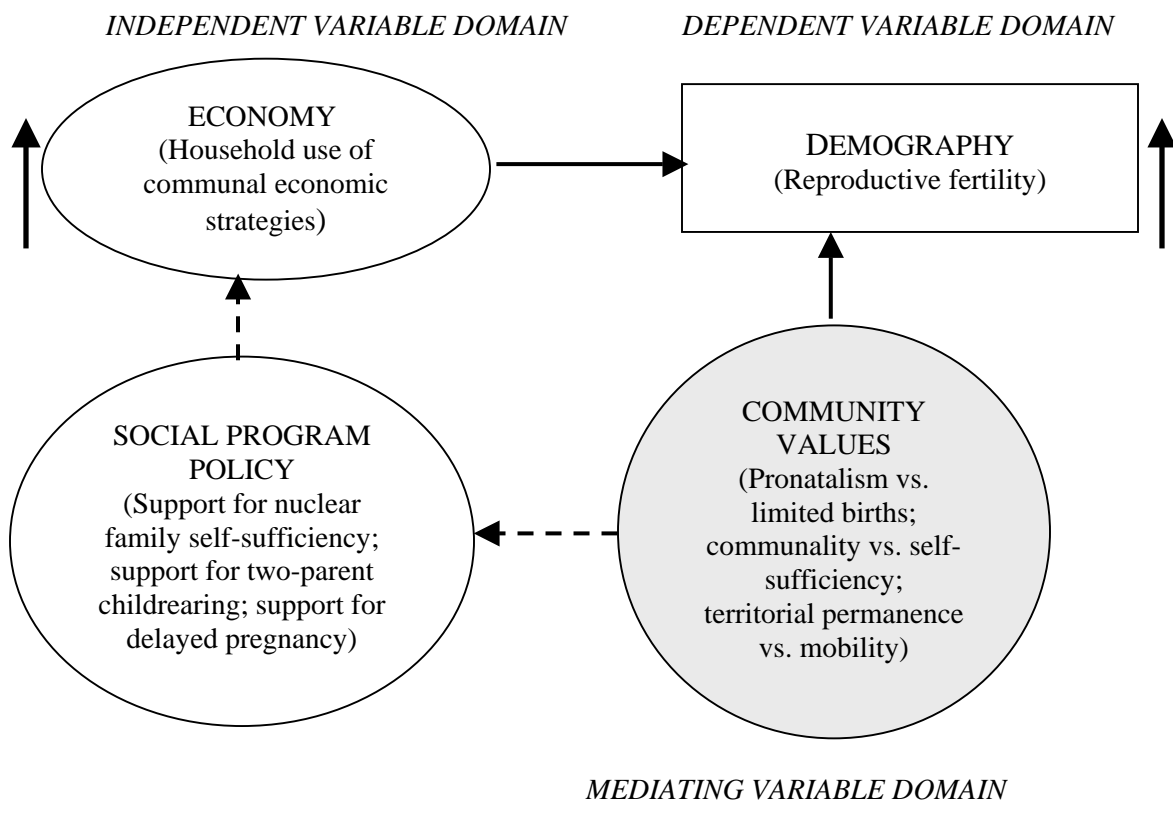 INDEPENDENT VARIABLE DOMAIN
DEPENDENT VARIABLE DOMAIN
ECONOMY
(Household use of
communal economic
strategies)
DEMOGRAPHY
(Reproductive fertility)
SOCIAL PROGRAM
POLICY
(Support for nuclear
family self-sufficiency;
support for two-parent
childrearing; support for
delayed pregnancy)
COMMUNITY
VALUES
(Pronatalism vs.
limited births;
communality vs. self-
sufficiency;
territorial permanence
vs. mobility)
MEDIATING VARIABLE DOMAIN